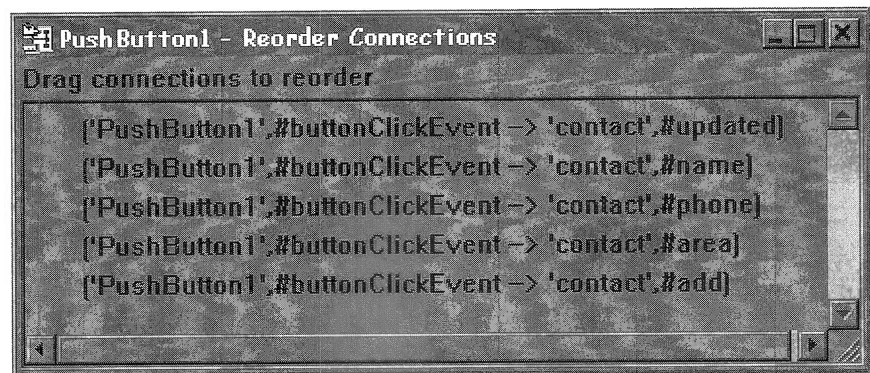 PushButton1 - Reorder Connections
Drag connections to reorder
('PushButton1',#buttonClickEvent -> 'contact',#updated)
('PushButton1',#buttonClickEvent -> 'contact',#name)
('PushButton1',#buttonClickEvent -> 'contact',#phone)
('PushButton1',#buttonClickEvent -> 'contact',#area)
('PushButton1',#buttonClickEvent -> 'contact',#add)